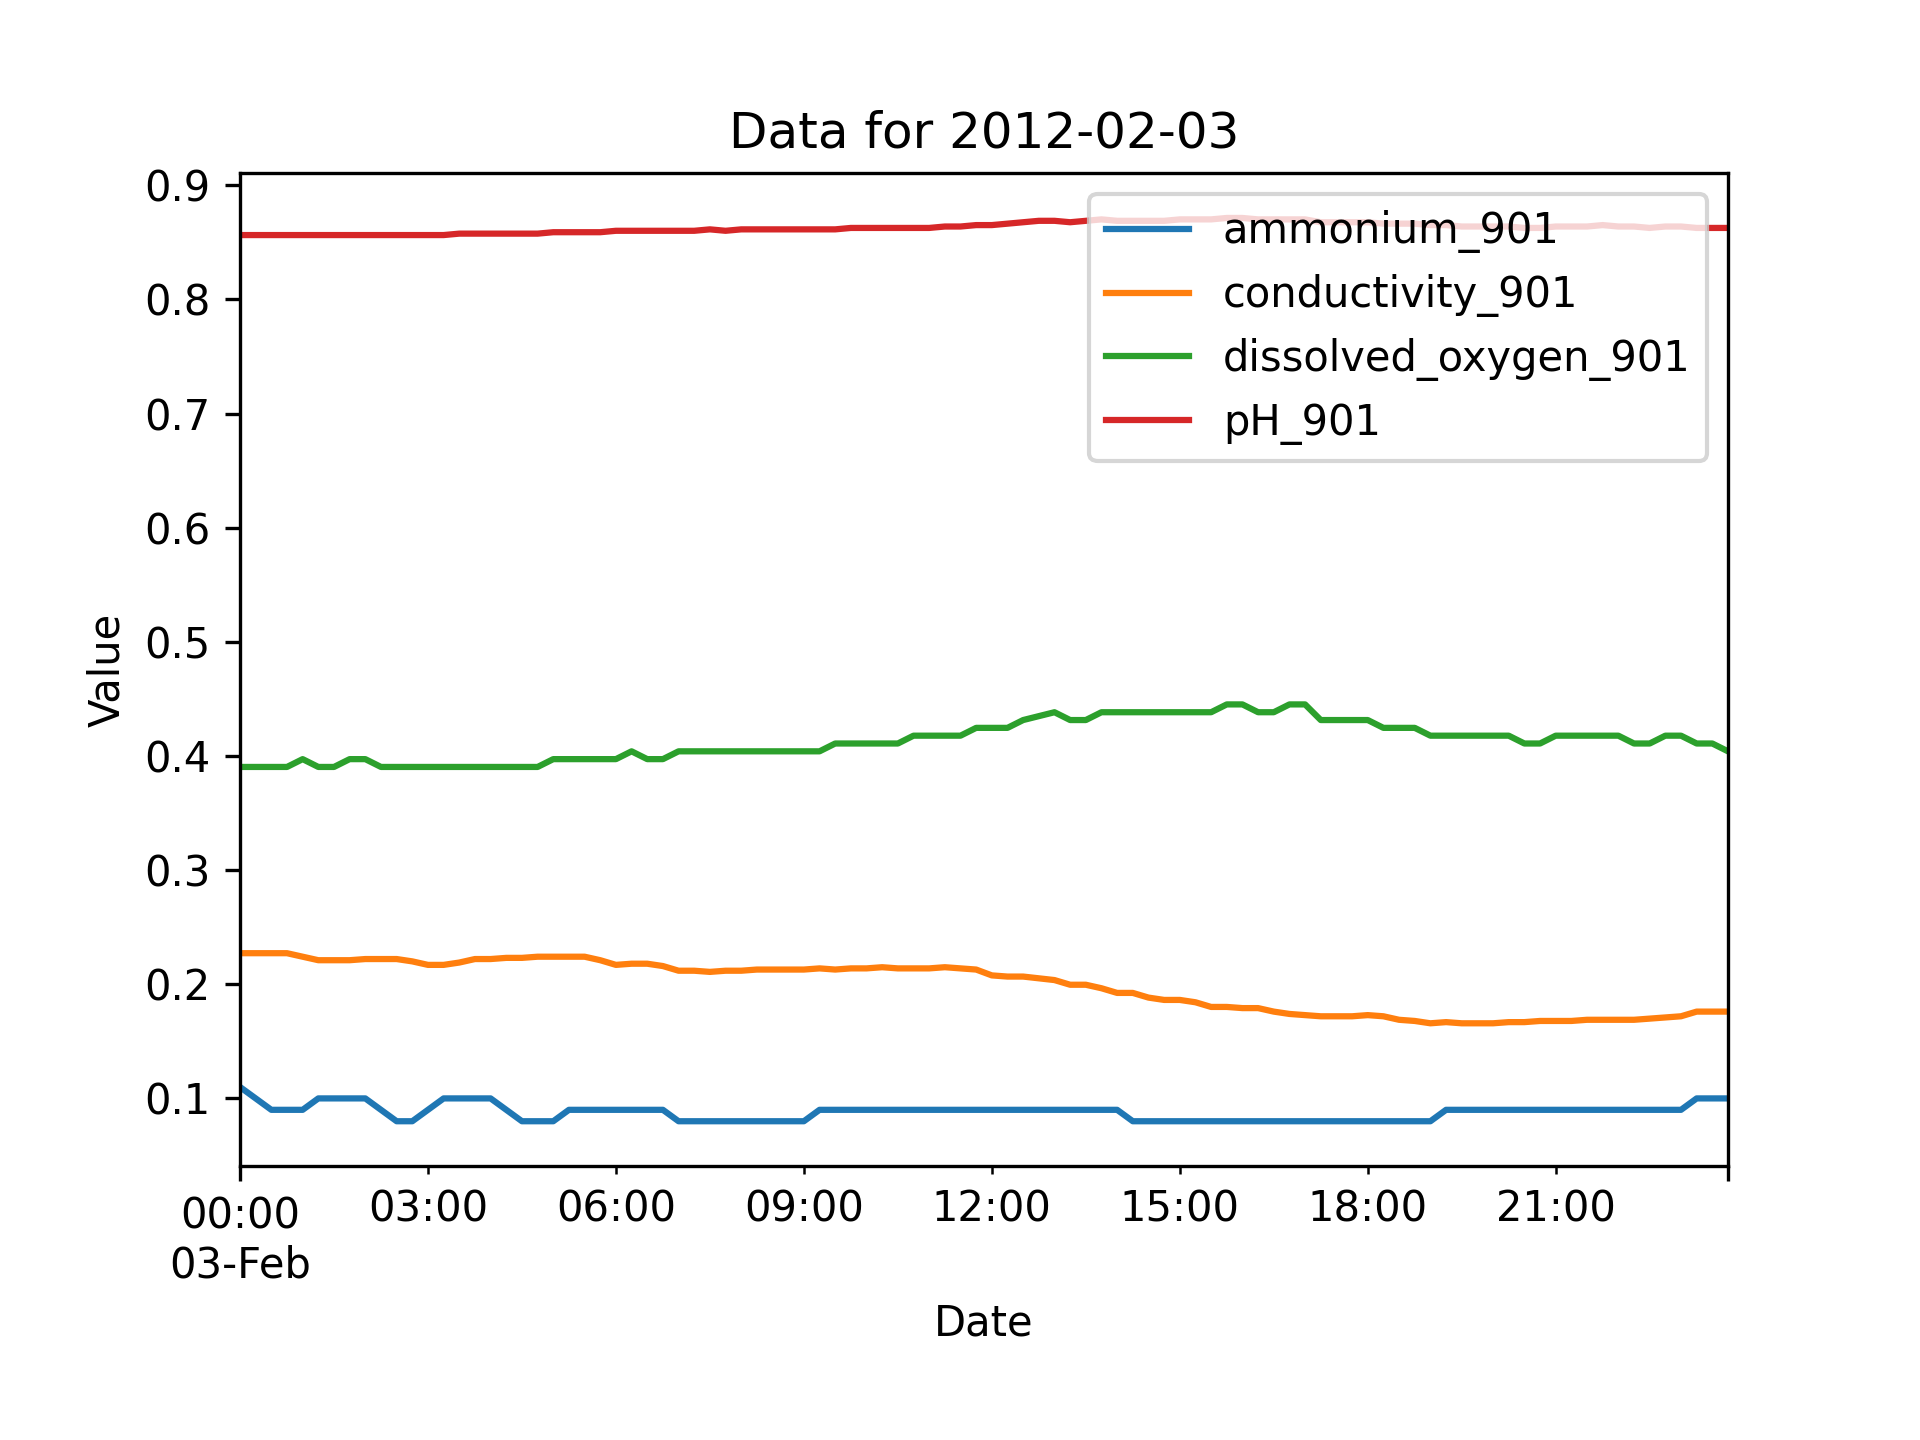 Data for 2012-02-03
0.9
0.8
0.7
0.6
0.5
0.4
0.3
0.2
0.1
Value
ammonium_901
conductivity_901
dissolved_oxygen_901
pH_901
00:00 03:00 06:00 09:00 12:00 15:00 18:00 21:00
03-Feb
Date